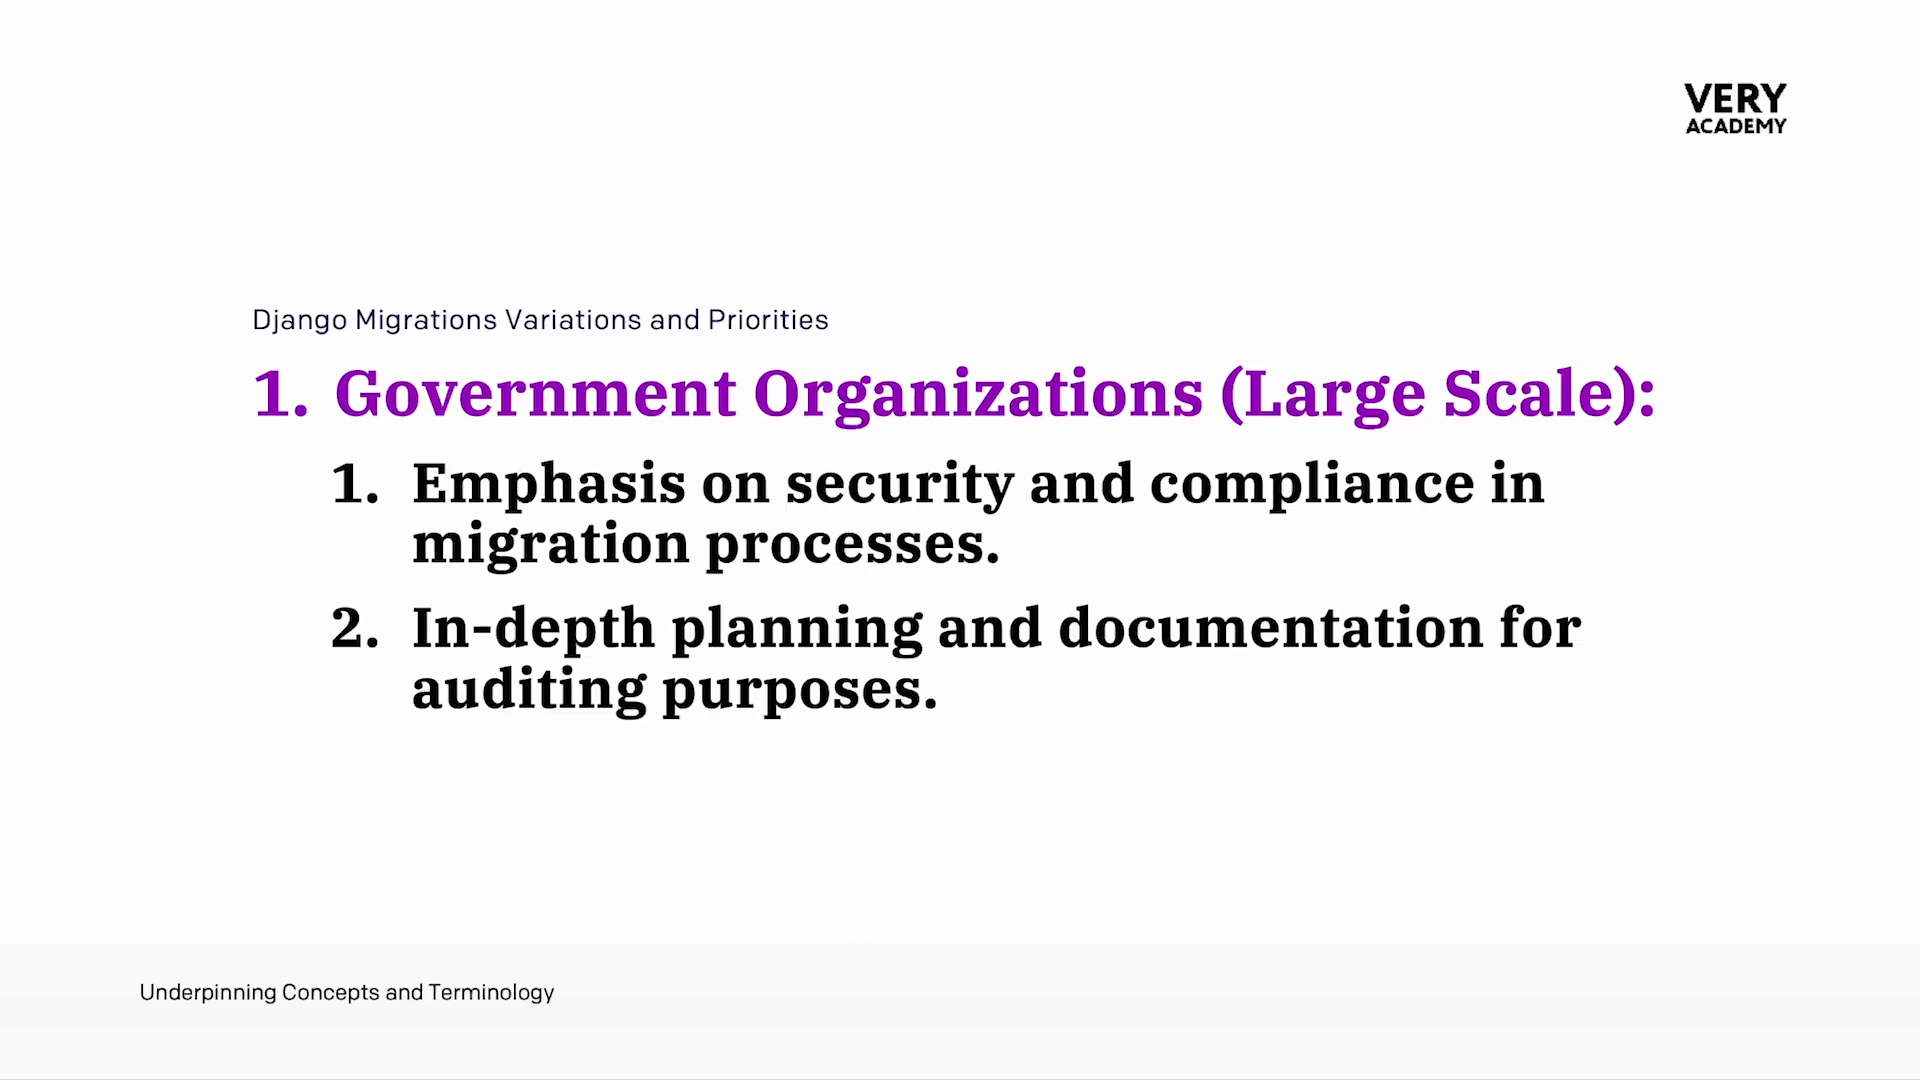 VERY
ACADEMY
Django Migrations Variations and Priorities
1. Government Organizations (Large Scale):
1. Emphasis on security and compliance in
migration processes.
2. In-depth planning and documentation for
auditing purposes.
Underpinning Concepts and Terminology